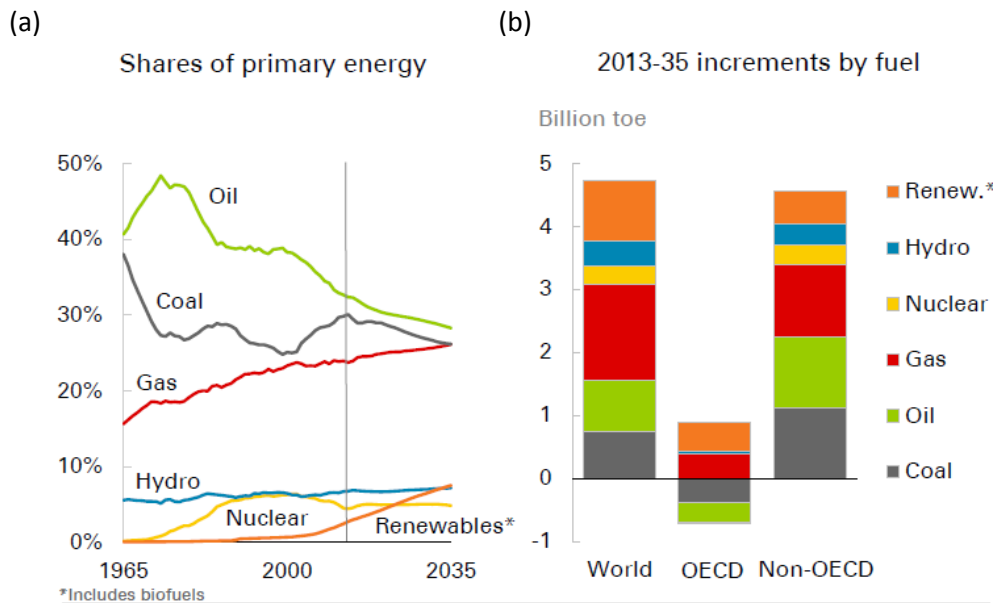 (a)
Shares of primary energy
50%
40%
30%
20%
10%
0%
Oil
Coal
Gas
Hydro
Nuclear
Renewables*
1965
2000
2035
*Includes biofuels
(b)
2013-35 increments by fuel
Billion toe
5
4
3
2
1
0
-1
World
OECD
Non-OECD
Renew.*
Hydro
Nuclear
Gas
Oil
Coal